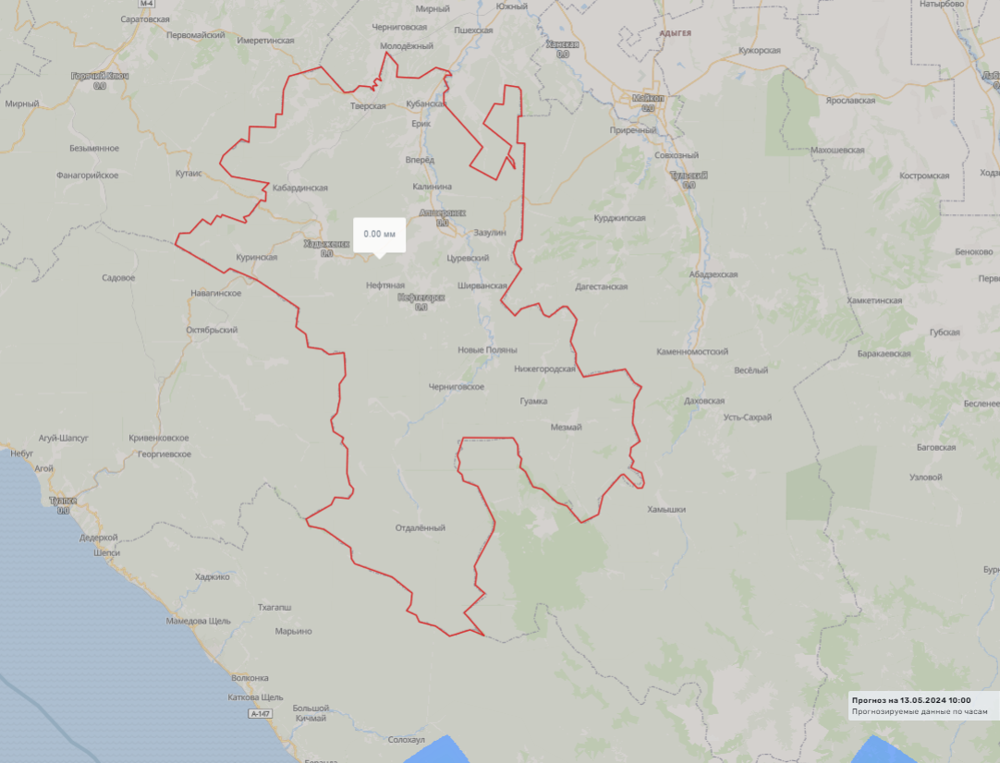 М-4
Мирный
Южный
Натырбово
Саратовская
Черниговская
Пшехская
АДЫГЕЯ
Первомайский
Имеретинская
Молодёжный
Ханская
0.0
Кужорская
Горячий Ключ
0.0
Мирный
Тверская
Кубанская
Майкоп
0.0
Ярославская
Ерик
Приречный
Безымянное
Вперёд
Совхозный
Махошевская
Фанагорийское
Кутаис
Кабардинская
Калинина
Тульский
0.0
Костромская
Апшеронск
0.0
Курджипская
0.00 мм
Зазулин
Хадыженск
0.0
Куринская
Цуревский
Беноково
Садовое
Нефтяная
Ширванская
Дагестанская
Абадзехская
Навагинское
Нефтегорск
0.0
Хамкетинская
Октябрьский
Губская
Новые Поляны
Каменномостский
Баракаевская
Нижегородская
Весёлый
Черниговское
Гуамка
Даховская
Усть-Сахрай
Мезмай
Агуй-Шапсуг
Кривенковское
Баговская
Небуг
Георгиевское
Агой
Узловой
Туапсе
0.0
Хамышки
Отдалённый
Дедеркой
Шепси
Хаджико
Тхагапш
Мамедова Щель
Марьино
Волконка
Каткова Щель
Прогноз на 13.05.2024 10:00
Прогнозируемые данные по часам
А-147
Большой
Кичмай
Солохаул